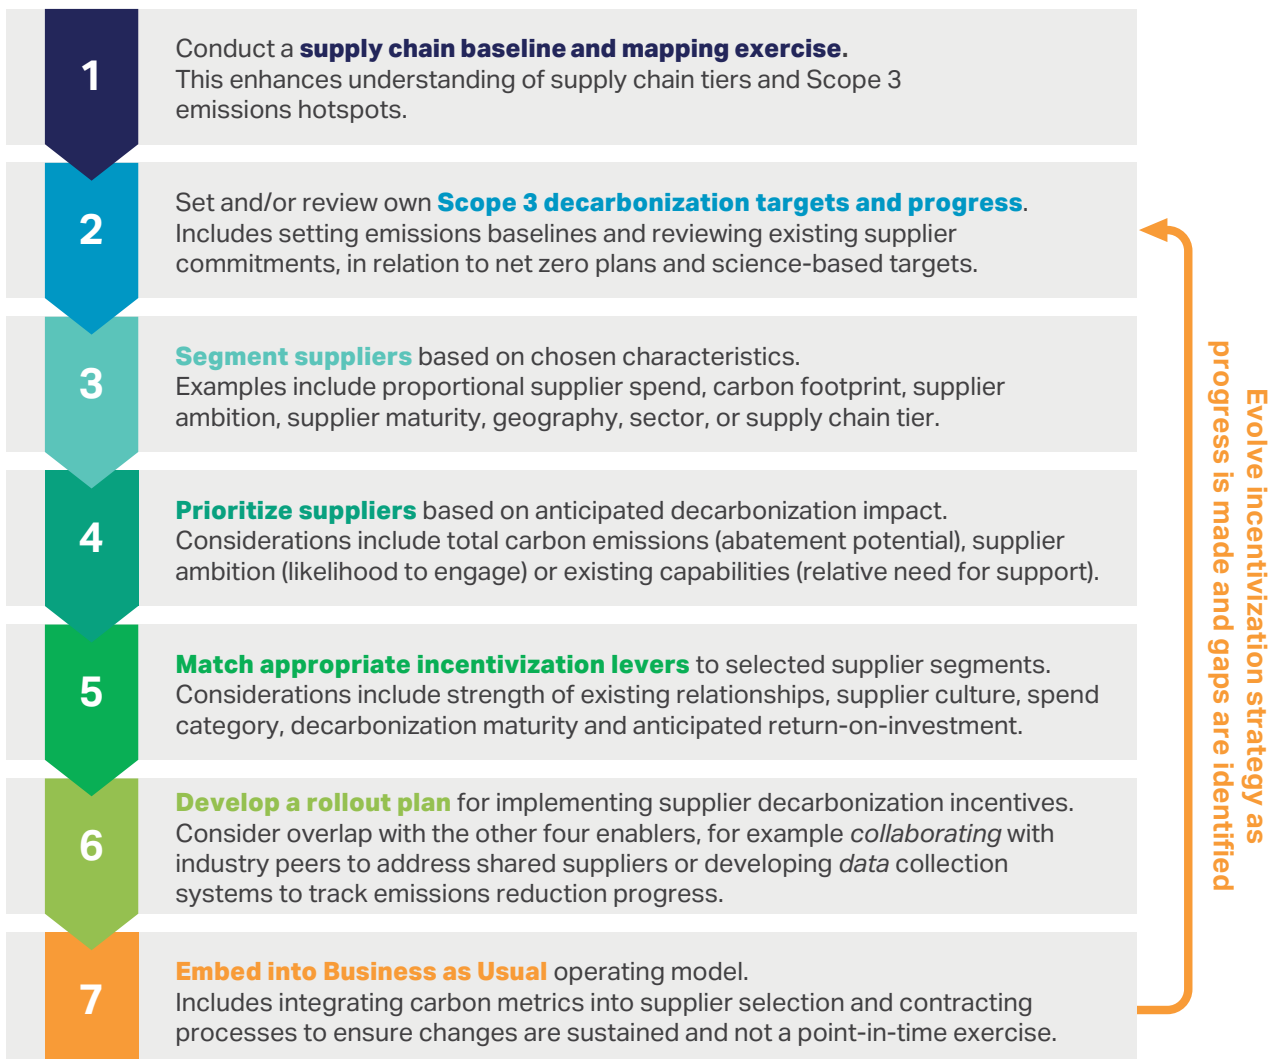 1
Conduct a supply chain baseline and mapping exercise.
This enhances understanding of supply chain tiers and Scope 3
emissions hotspots.
2
Set and/or review own Scope 3 decarbonization targets and progress.
Includes setting emissions baselines and reviewing existing supplier
commitments, in relation to net zero plans and science-based targets.
3
Segment suppliers based on chosen characteristics.
Examples include proportional supplier spend, carbon footprint, supplier
ambition, supplier maturity, geography, sector, or supply chain tier.
4
Prioritize suppliers based on anticipated decarbonization impact.
Considerations include total carbon emissions (abatement potential), supplier
ambition (likelihood to engage) or existing capabilities (relative need for support).
5
Match appropriate incentivization levers to selected supplier segments.
Considerations include strength of existing relationships, supplier culture, spend
category, decarbonization maturity and anticipated return-on-investment.
6
Develop a rollout plan for implementing supplier decarbonization incentives.
Consider overlap with the other four enablers, for example collaborating with
industry peers to address shared suppliers or developing data collection
systems to track emissions reduction progress.
7
Embed into Business as Usual operating model.
Includes integrating carbon metrics into supplier selection and contracting
processes to ensure changes are sustained and not a point-in-time exercise.
Evolve incentivization strategy as
progress is made and gaps are identified